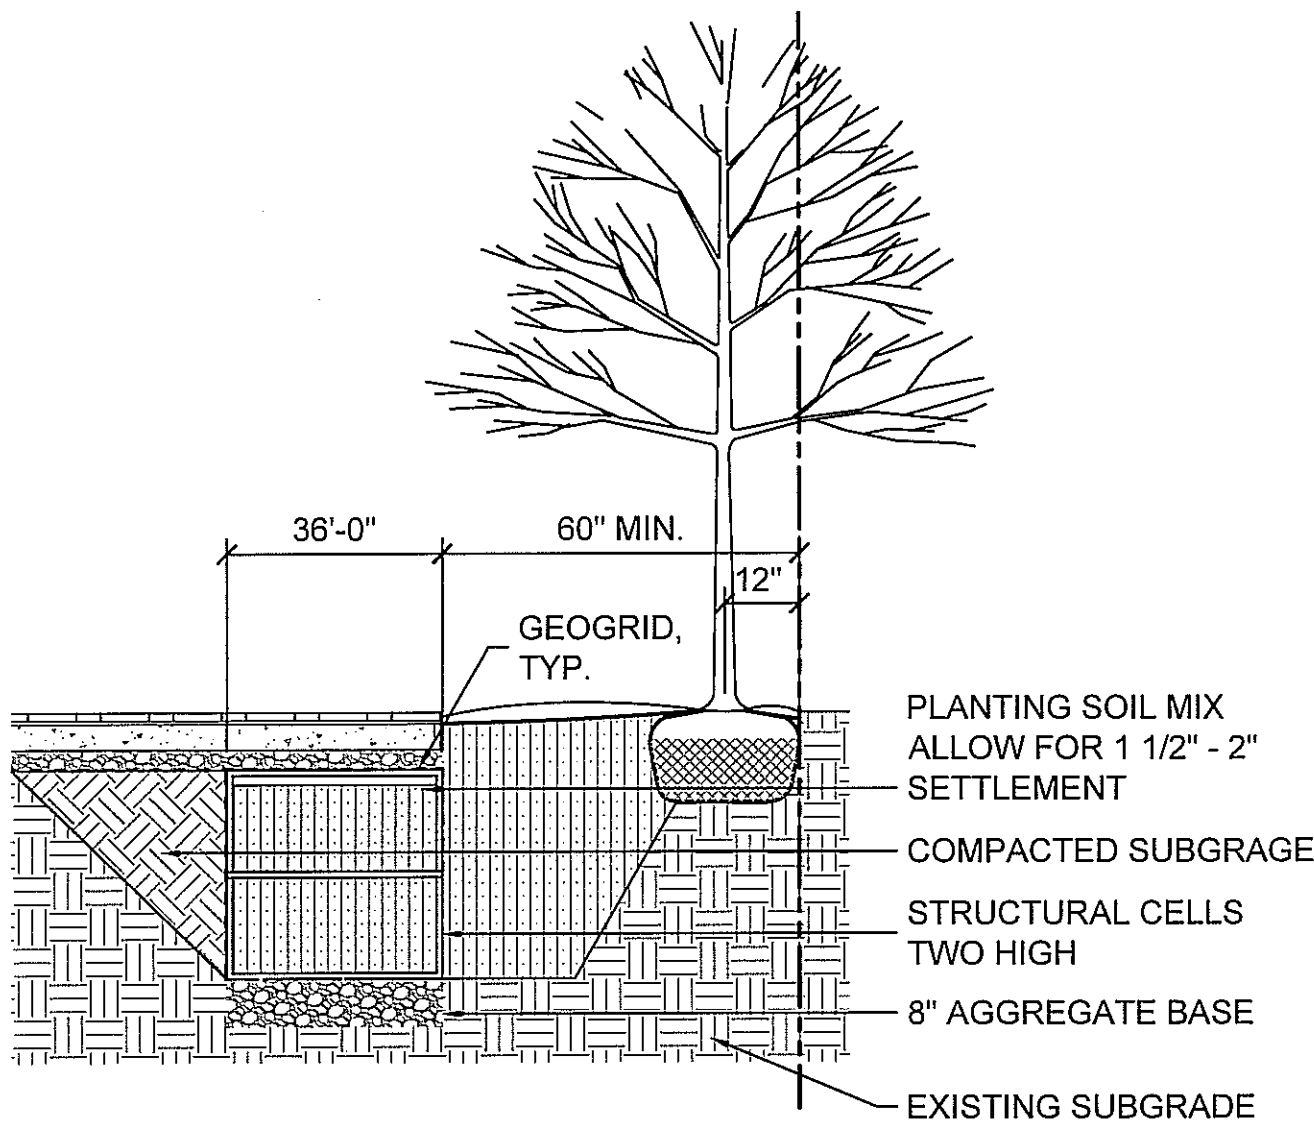 36'-0"
60" MIN.
12"
GEOGRID,
TYP.
PLANTING SOIL MIX
ALLOW FOR 1 1/2" - 2"
SETTLEMENT
COMPACTED SUBGRAGE
STRUCTURAL CELLS
TWO HIGH
8" AGGREGATE BASE
EXISTING SUBGRADE